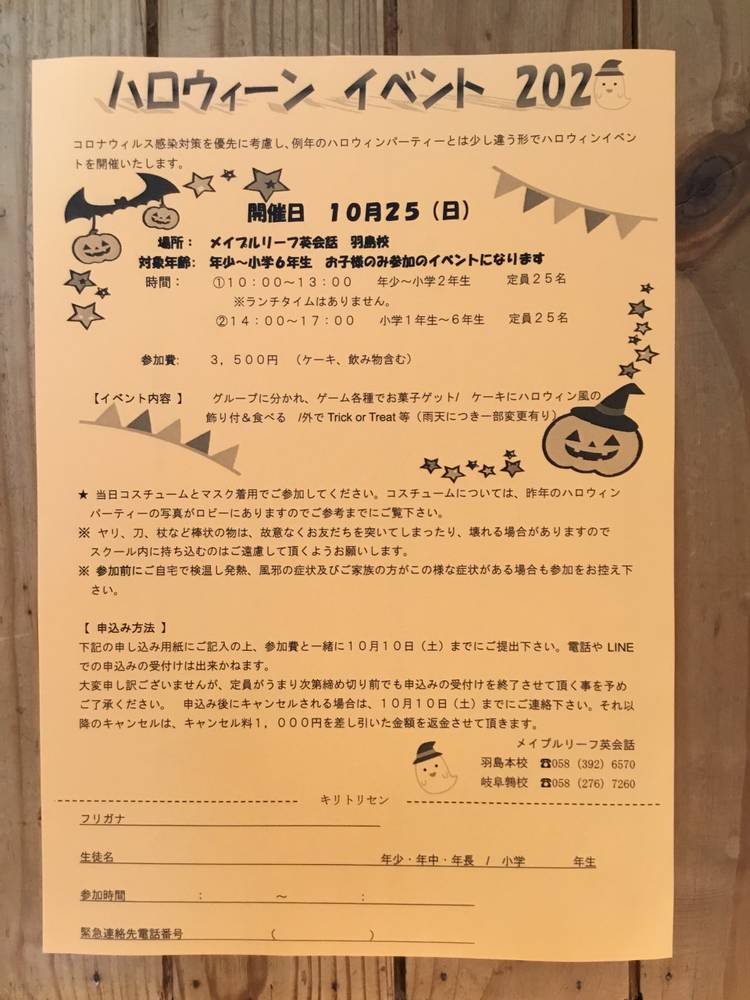 ハロウィーン イベント 202
コロナウィルス感染対策を優先に考慮し、例年のハロウィンパーティーとは少し違う形でハロウィンイベン
トを開催いたします。
開催日 10月25（日）
場所： メイプルリーフ英会話 羽島校
対象年齢： 年少～小学6年生 お子様のみ参加のイベントになります
時間： ①10：00～13：00 年少～小学2年生 定員25名
※ランチタイムはありません。
②14：00～17：00 小学1年生～6年生 定員25名
参加費: 3，500円 （ケーキ、飲み物含む）
【イベント内容 】 グループに分かれ、ゲーム各種でお菓子ゲット/ ケーキにハロウィン風の
飾り付＆食べる /外で Trick or Treat 等（雨天につき一部変更有り）
★ 当日コスチュームとマスク着用でご参加してください。コスチュームについては、昨年のハロウィン
パーティーの写真がロビーにありますのでご参考までにご覧下さい。
※ ヤリ、刀、杖など棒状の物は、故意なくお友だちを突いてしまったり、壊れる場合がありますので
スクール内に持ち込むのはご遠慮して頂くようお願いします。
※ 参加前にご自宅で検温し発熱、風邪の症状及びご家族の方がこの様な症状がある場合も参加をお控え下
さい。
【 申込み方法 】
下記の申し込み用紙にご記入の上、参加費と一緒に10月10日（土）までにご提出下さい。電話や LINE
での申込みの受付けは出来かねます。
大変申し訳ございませんが、定員がうまり次第締め切り前でも申込みの受付けを終了させて頂く事を予め
ご了承ください。 申込み後にキャンセルされる場合は、10月10日（土）までにご連絡下さい。それ以
降のキャンセルは、キャンセル料1，000円を差し引いた金額を返金させて頂きます。
メイプルリーフ英会話
羽島本校 ☎058（392）6570
岐阜鶉校 ☎058（276）7260
キリトリセン
フリガナ
生徒名 年少・年中・年長 / 小学 年生
参加時間 ： ～ ：
緊急連絡先電話番号 （ ）